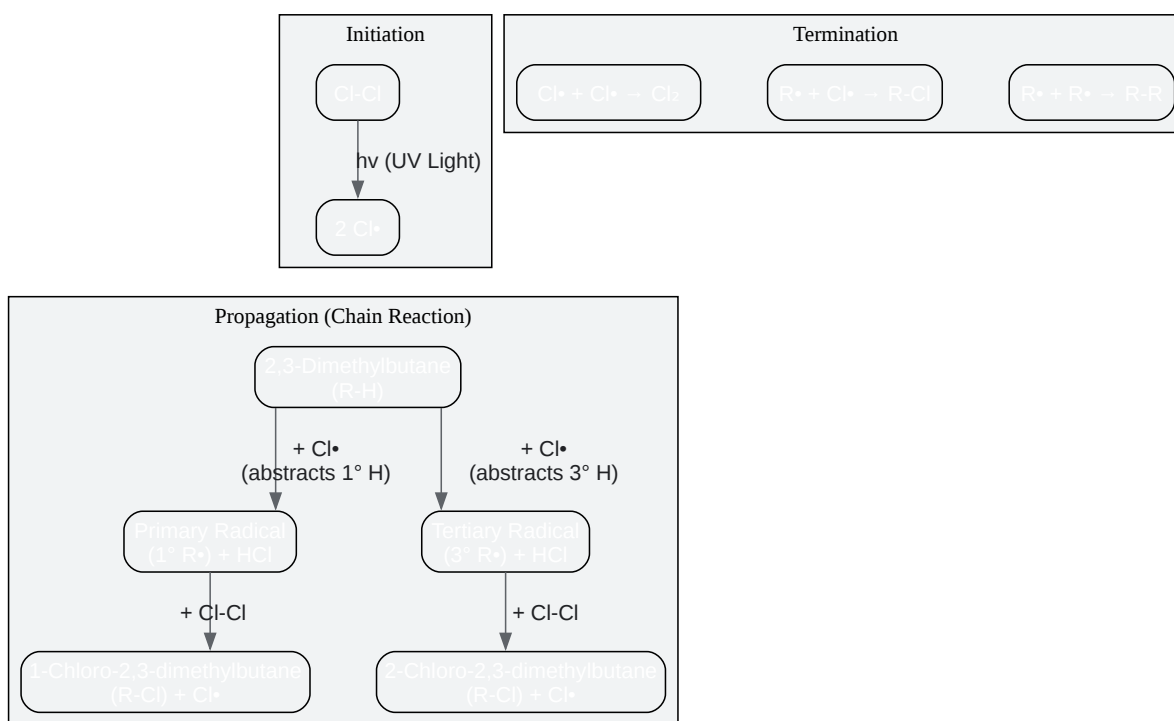 Initiation
Cl-Cl
hv (UV Light)
2 Cl•
Termination
Cl• + Cl• → Cl₂
R• + Cl• → R-Cl
R• + R• → R-R
Propagation (Chain Reaction)
2,3-Dimethylbutane
(R-H)
+ Cl•
(abstracts 1° H)
+ Cl•
(abstracts 3° H)
Primary Radical
(1° R•) + HCl
Tertiary Radical
(3° R•) + HCl
+ Cl-Cl
+ Cl-Cl
1-Chloro-2,3-dimethylbutane
(R-Cl) + Cl•
2-Chloro-2,3-dimethylbutane
(R-Cl) + Cl•